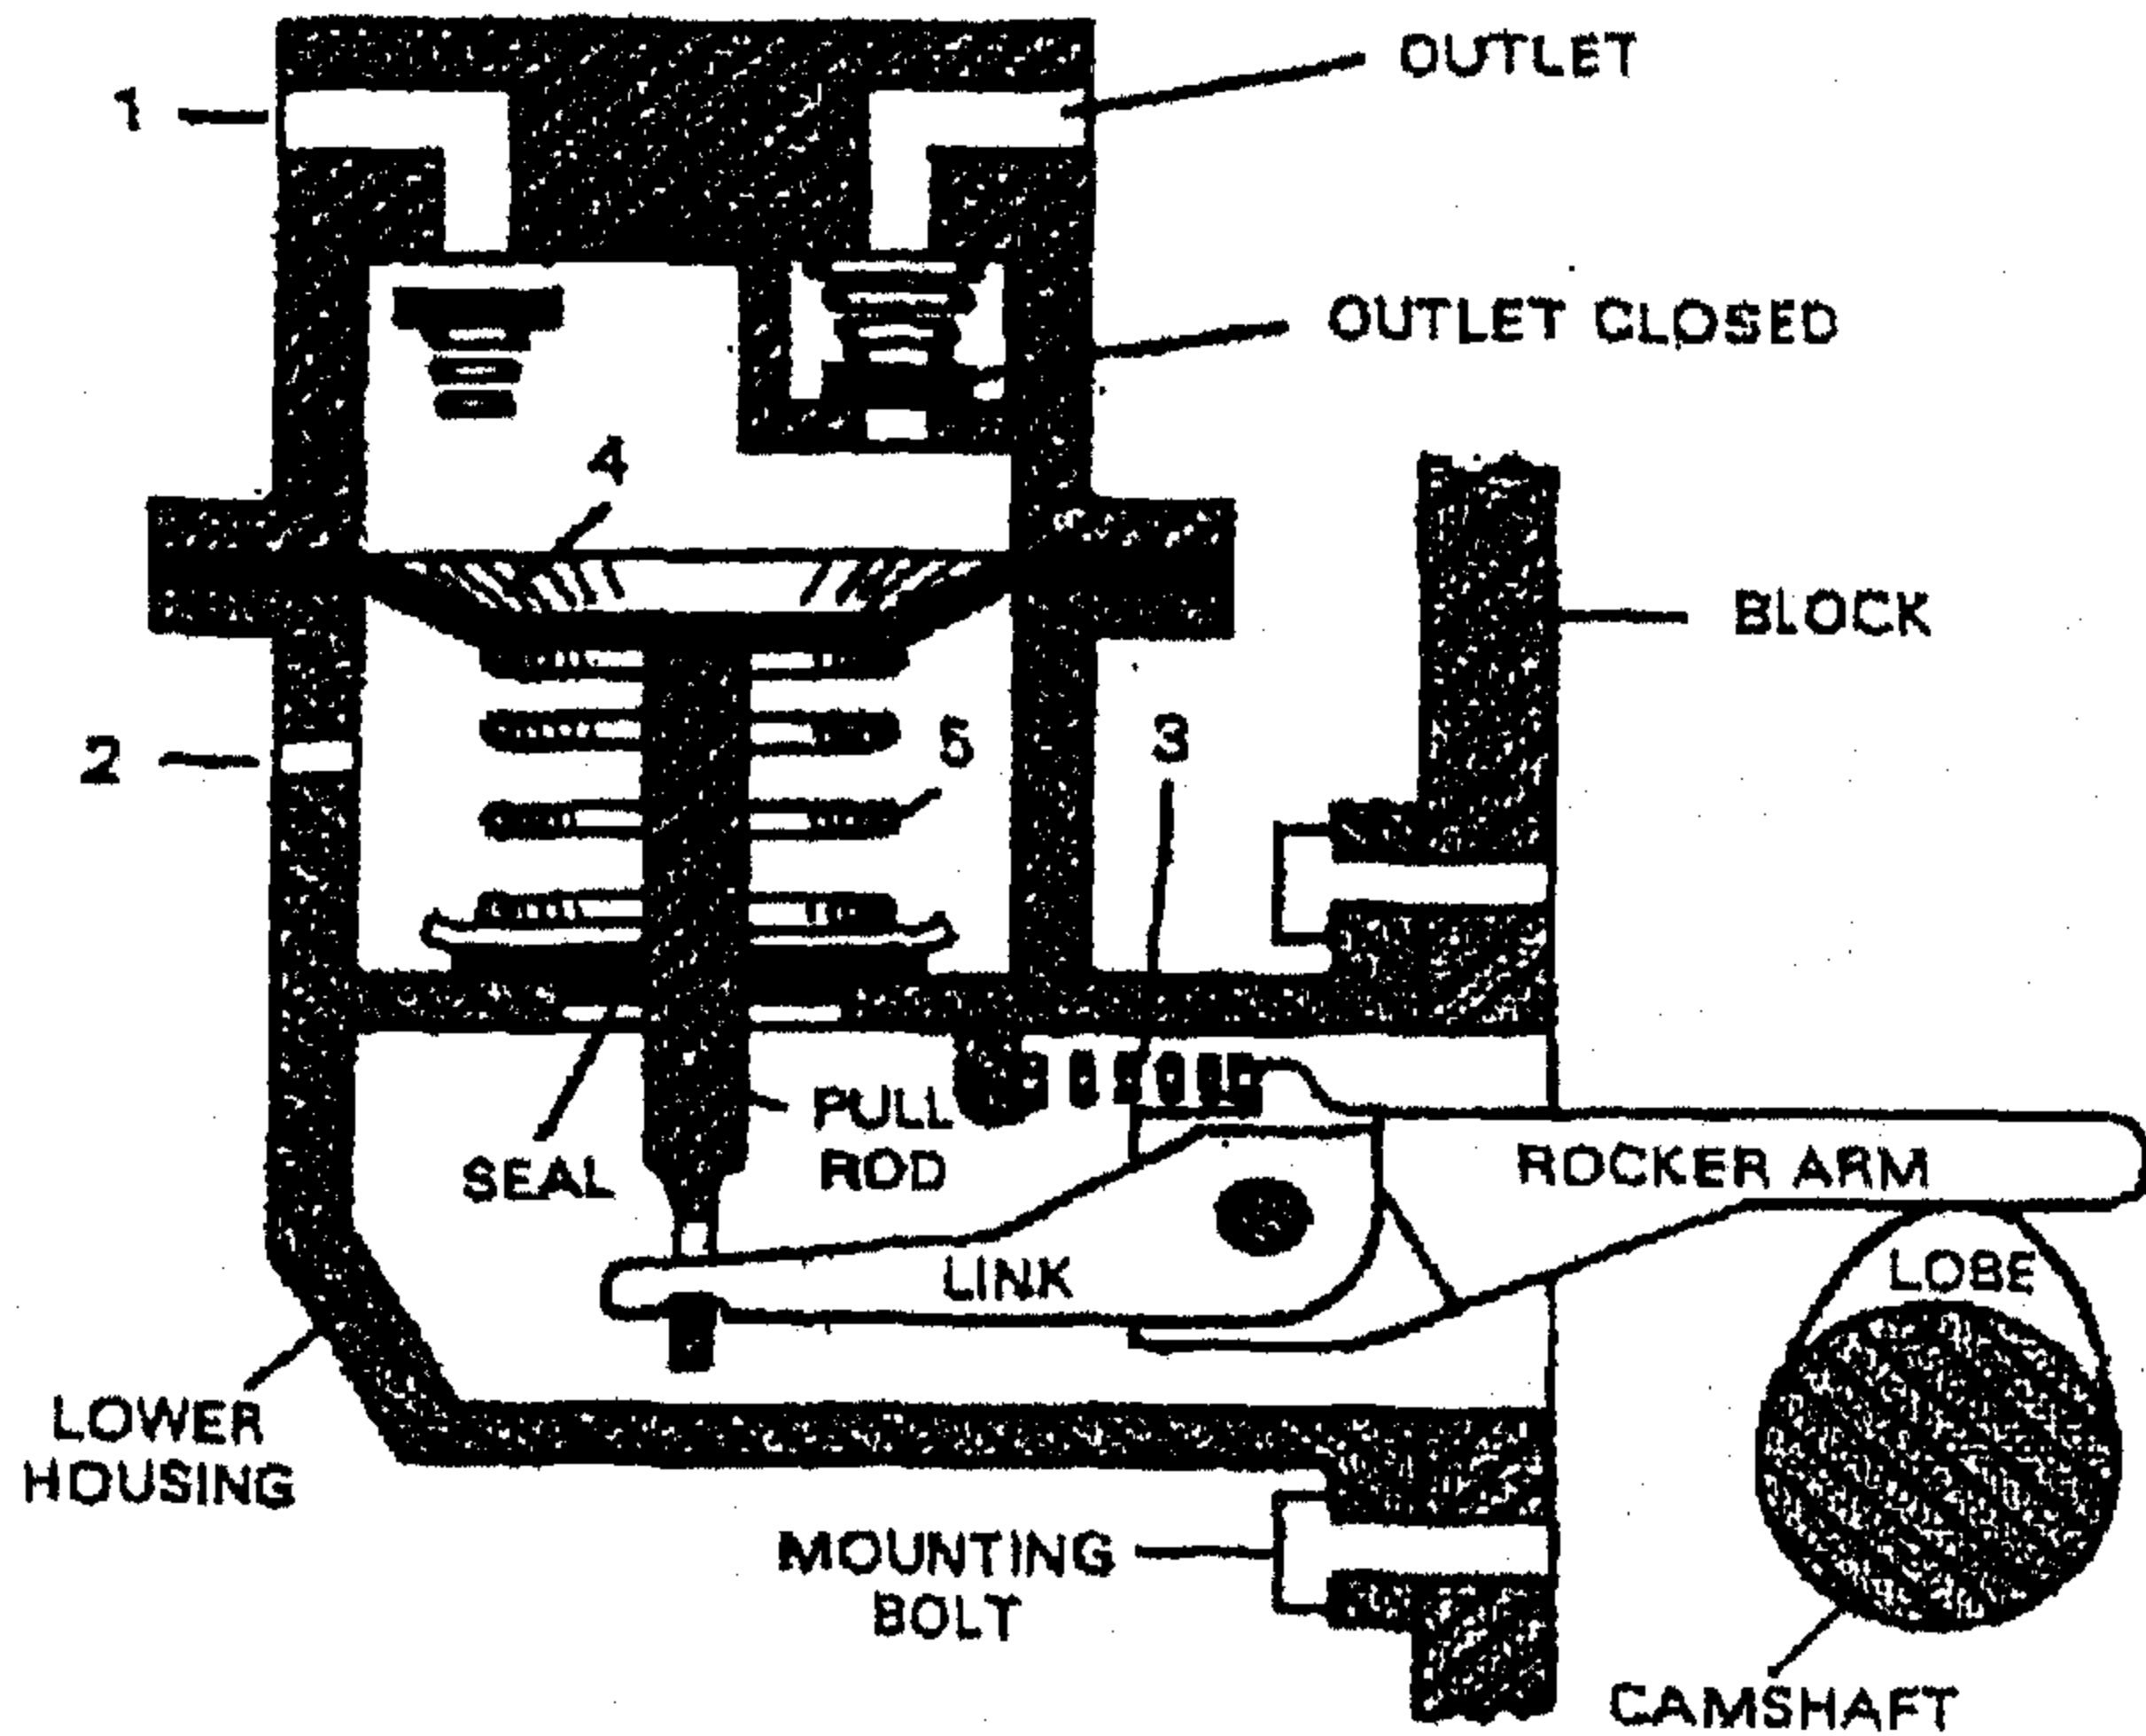 1
OUTLET
OUTLET CLOSED
4
BLOCK
2
5
3
PULL
ROD
SEAL
ROCKER ARM
LINK
LOBE
LOWER
HOUSING
MOUNTING
BOLT
CAMSHAFT